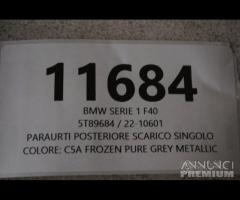 11684
BMW SERIE 1 F40
5T89684 / 22-10601
PARAURTI POSTERIORE SCARICO SINGOLO
COLORE: C5A FROZEN PURE GREY METALLIC
ANNUNCI
PREMIUM